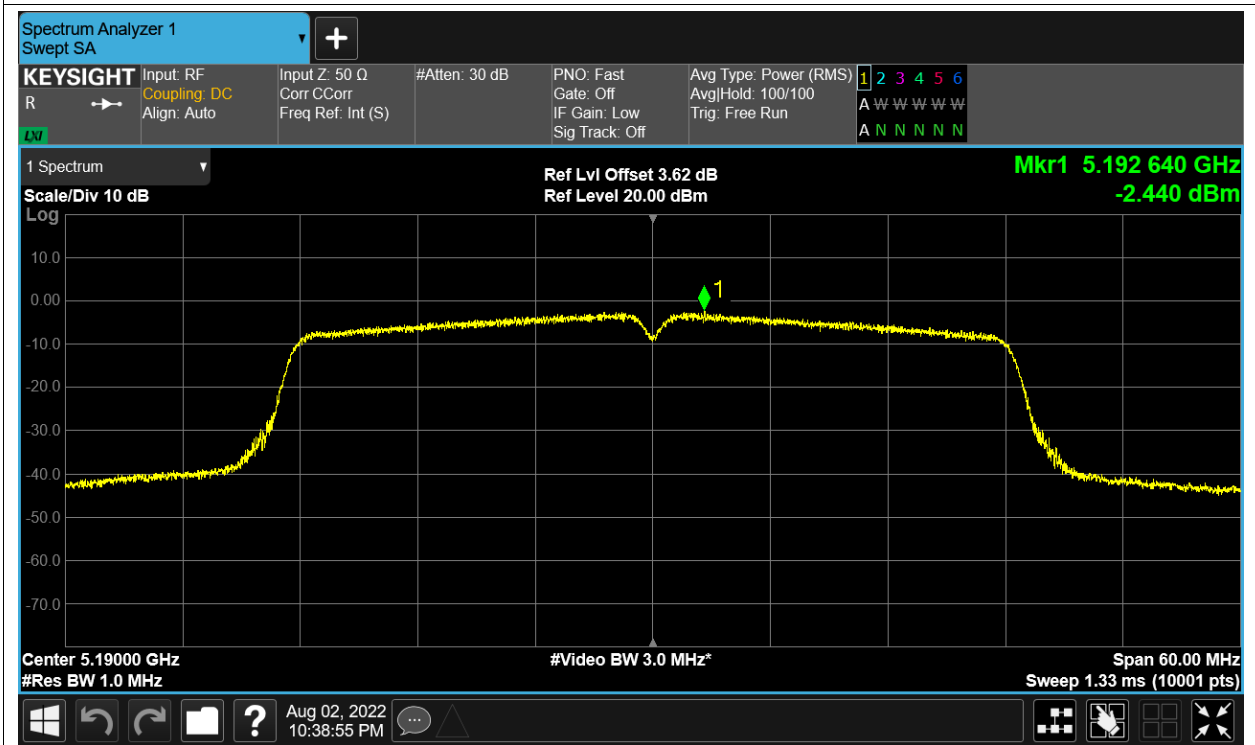 Spectrum Analyzer 1
Swept SA
KEYSIGHT
R
LXI
Input: RF
Coupling: DC
Align: Auto
Input Z: 50 Ω
Corr CCorr
Freq Ref: Int (S)
#Atten: 30 dB
PNO: Fast
Gate: Off
IF Gain: Low
Sig Track: Off
Avg Type: Power (RMS)
Avg|Hold: 100/100
Trig: Free Run
1 2 3 4 5 6
A W W W W W
A N N N N N
1 Spectrum
Scale/Div 10 dB
Log
Ref Lvl Offset 3.62 dB
Ref Level 20.00 dBm
Mkr1 5.192 640 GHz
-2.440 dBm
10.0
0.00
-10.0
-20.0
-30.0
-40.0
-50.0
-60.0
-70.0
1
Center 5.19000 GHz
#Res BW 1.0 MHz
#Video BW 3.0 MHz*
Span 60.00 MHz
Sweep 1.33 ms (10001 pts)
?
Aug 02, 2022
10:38:55 PM